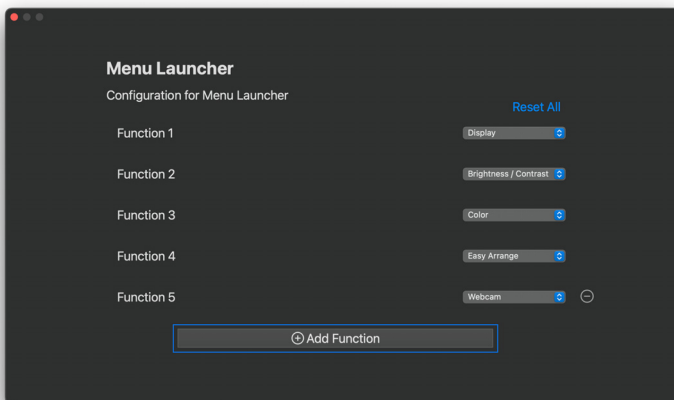 Menu Launcher
Configuration for Menu Launcher
Reset All
Function 1 Display
Function 2 Brightness / Contrast
Function 3 Color
Function 4 Easy Arrange
Function 5 Webcam
Add Function